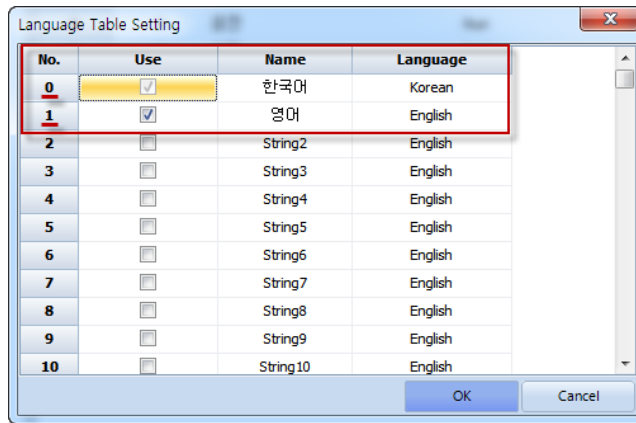 Language Table Setting
No. Use Name Language
0 한국어 Korean
1 영어 English
2 String2 English
3 String3 English
4 String4 English
5 String5 English
6 String6 English
7 String7 English
8 String8 English
9 String9 English
10 String10 English
OK Cancel